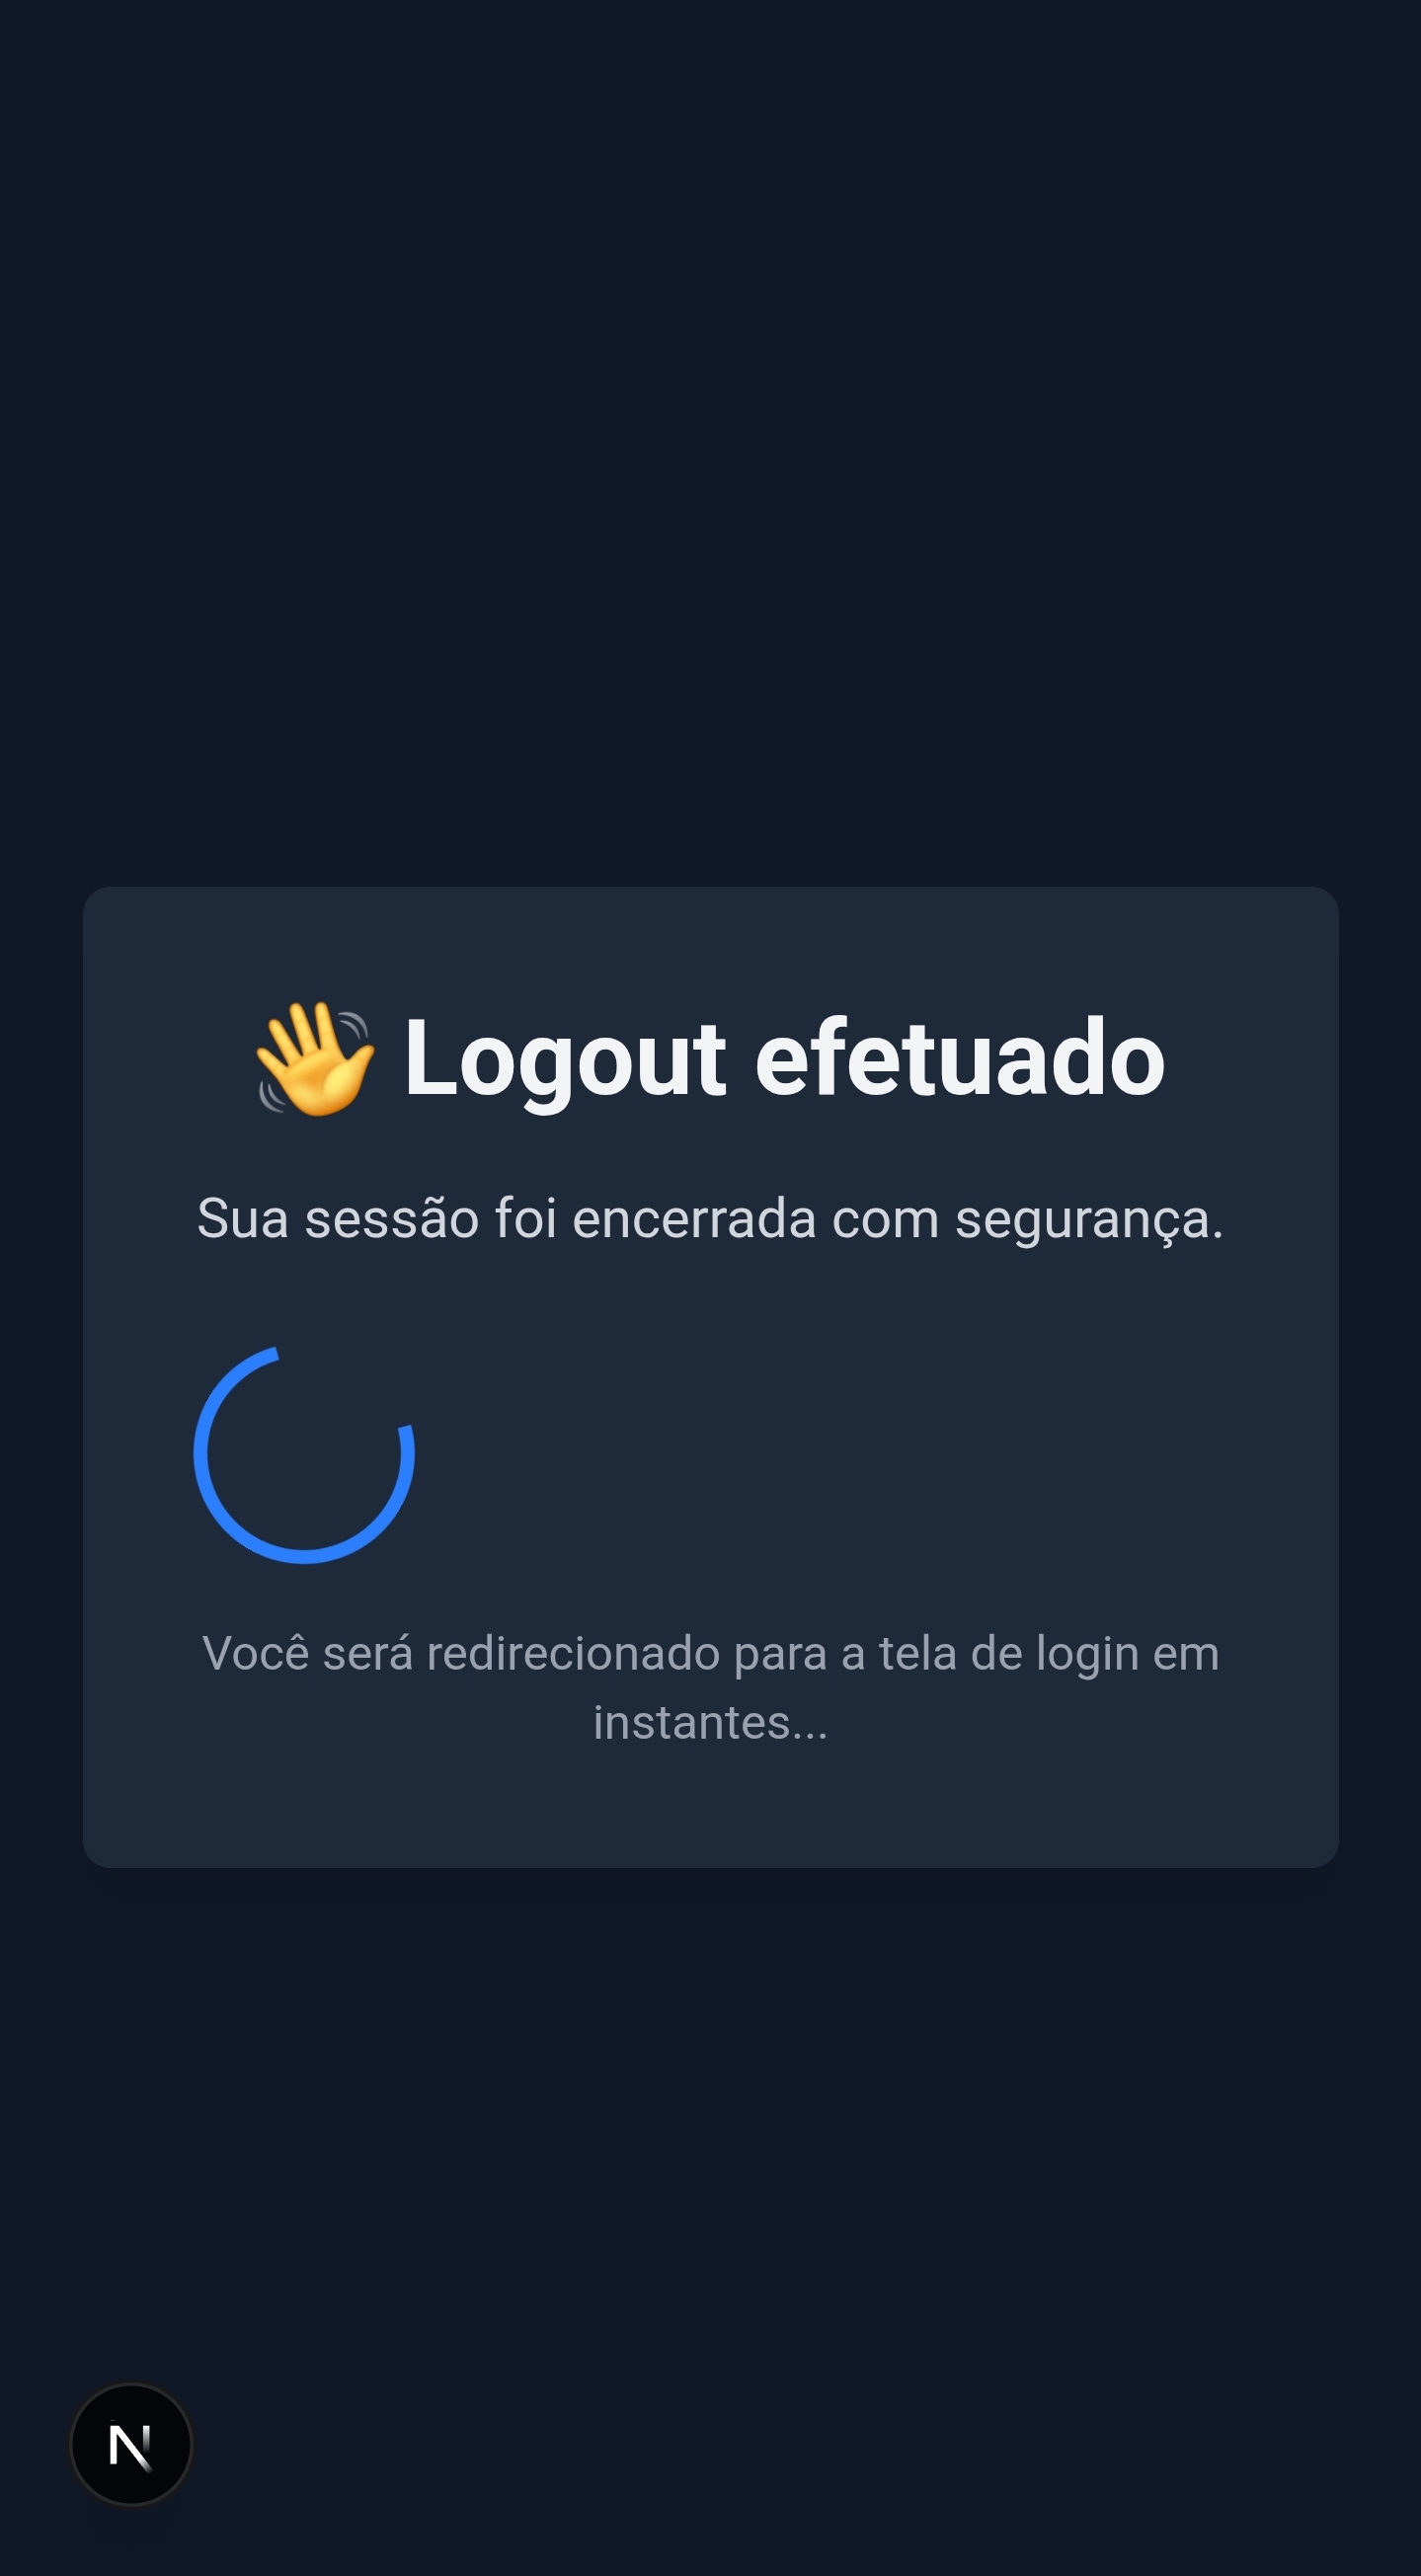 👋 Logout efetuado
Sua sessão foi encerrada com segurança.
Você será redirecionado para a tela de login em
instantes...
N